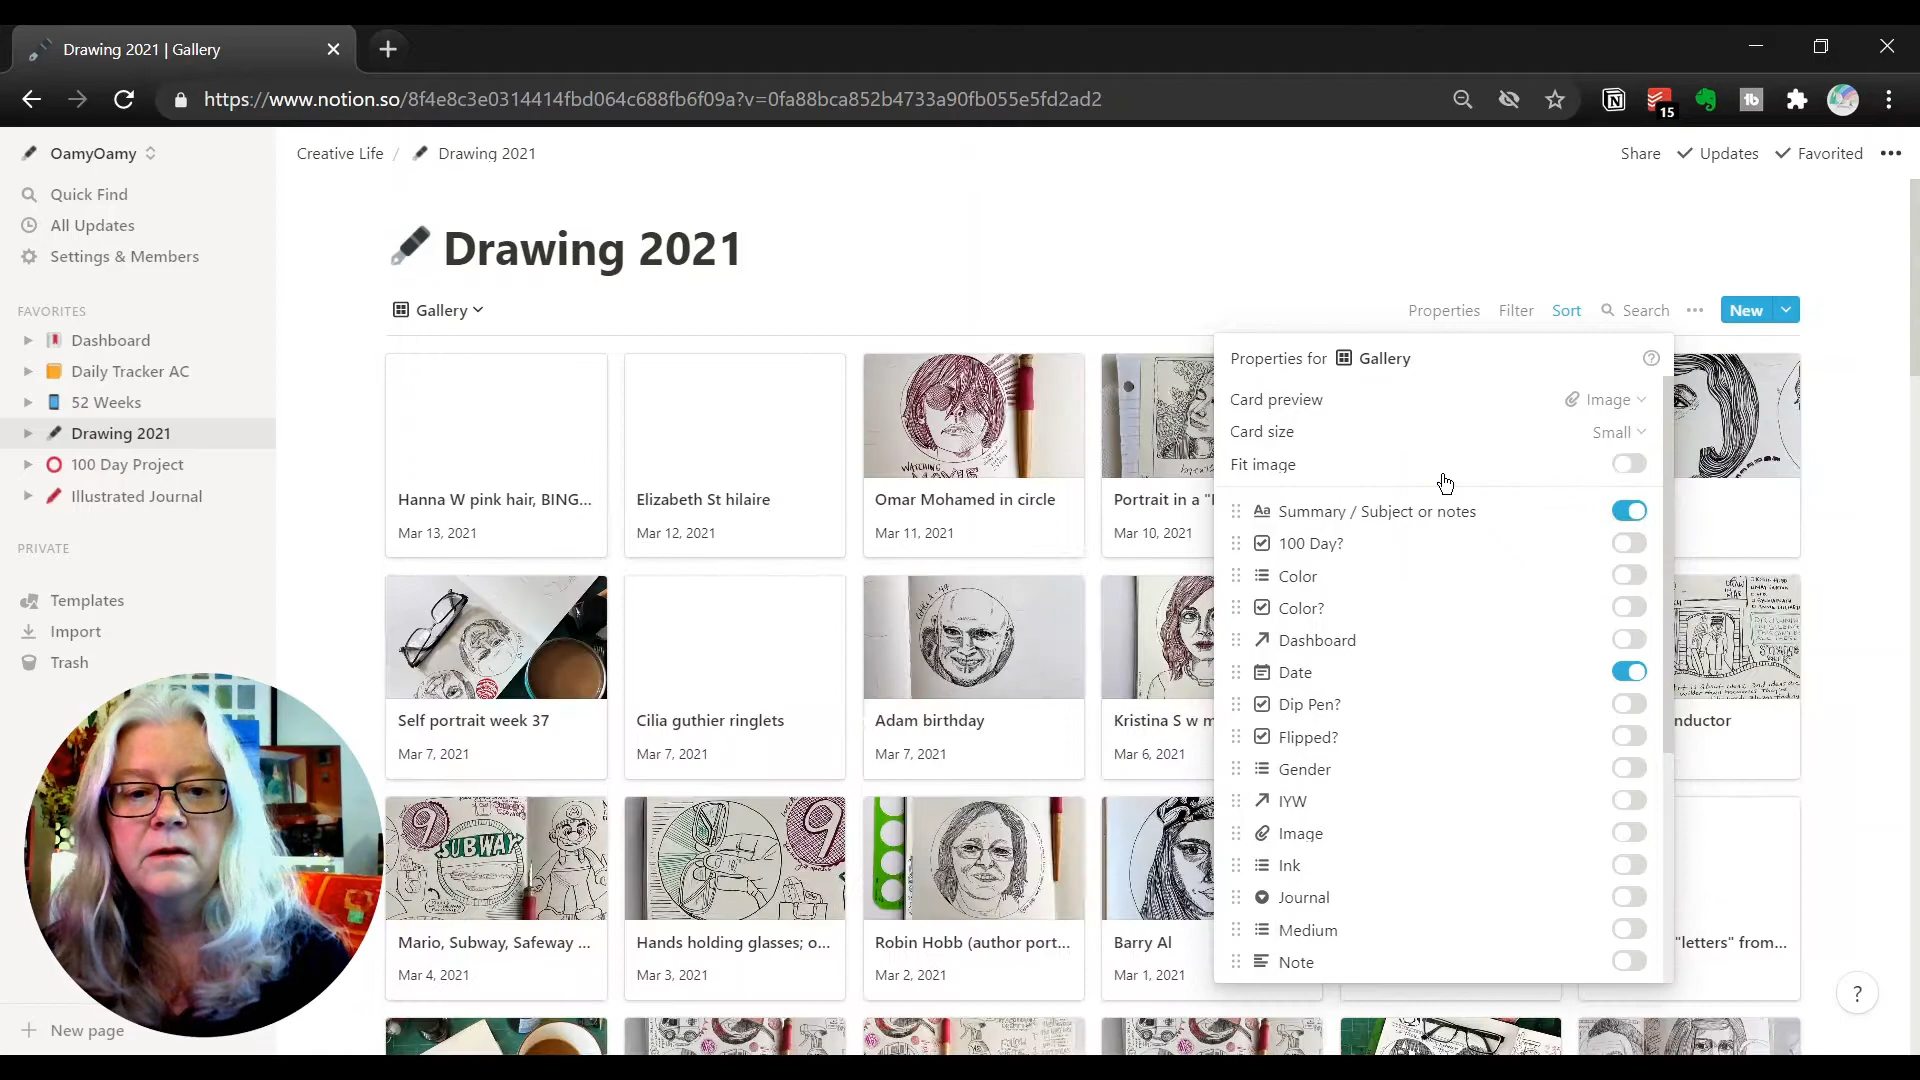 Drawing 2021 | Gallery
https://www.notion.so/8f4e8c3e0314414fbd064c688fb6f09a?v=0fa88bca852b4733a90fb055e5fd2ad2
15
OamyOamy
Creative Life / Drawing 2021
Share
Updates
Favorited
Quick Find
All Updates
Settings & Members
FAVORITES
Dashboard
Daily Tracker AC
52 Weeks
Drawing 2021
100 Day Project
Illustrated Journal
PRIVATE
Templates
Import
Trash
New page
Drawing 2021
Gallery
Properties Filter Sort Search New
Hanna W pink hair, BING...
Mar 13, 2021
Elizabeth St hilaire
Mar 12, 2021
WATCHING
Omar Mohamed in circle
Mar 11, 2021
Portrait in a "
Mar 10, 2021
Self portrait week 37
Mar 7, 2021
Cilia guthier ringlets
Mar 7, 2021
Adam birthday
Mar 7, 2021
Kristina S w m
Mar 6, 2021
nductor
9
SUBWAY
Mario, Subway, Safeway ...
Mar 4, 2021
9
Hands holding glasses; o...
Mar 3, 2021
Robin Hobb (author port...
Mar 2, 2021
Barry Al
Mar 1, 2021
"letters" from...
Properties for Gallery
Card preview Image
Card size Small
Fit image
Aa Summary / Subject or notes
100 Day?
Color
Color?
Dashboard
Date
Dip Pen?
Flipped?
Gender
IYW
Image
Ink
Journal
Medium
Note
?